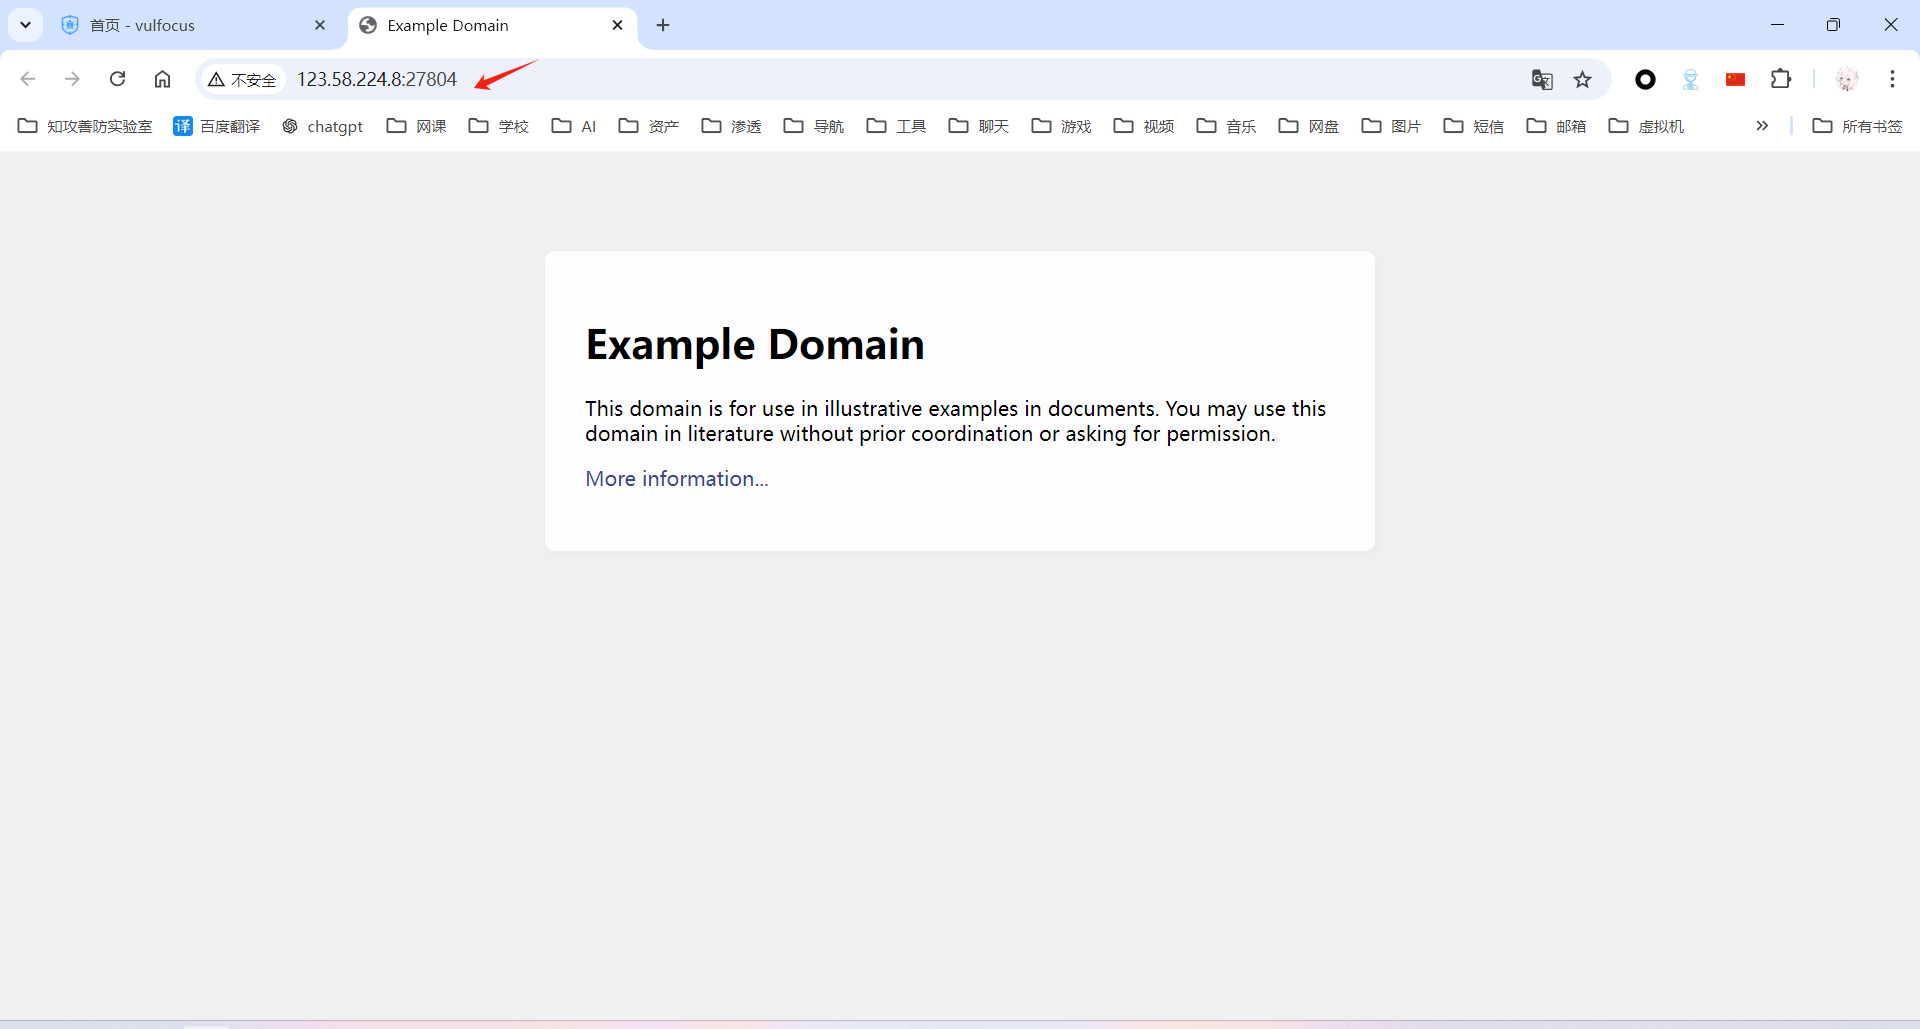 首页 - vulfocus
Example Domain
不安全 123.58.224.8:27804
知攻善防实验室 译 百度翻译 chatgpt 网课 学校 AI 资产 渗透 导航 工具 聊天 游戏 视频 音乐 网盘 图片 短信 邮箱 虚拟机 » 所有书签
Example Domain
This domain is for use in illustrative examples in documents. You may use this
domain in literature without prior coordination or asking for permission.
More information...